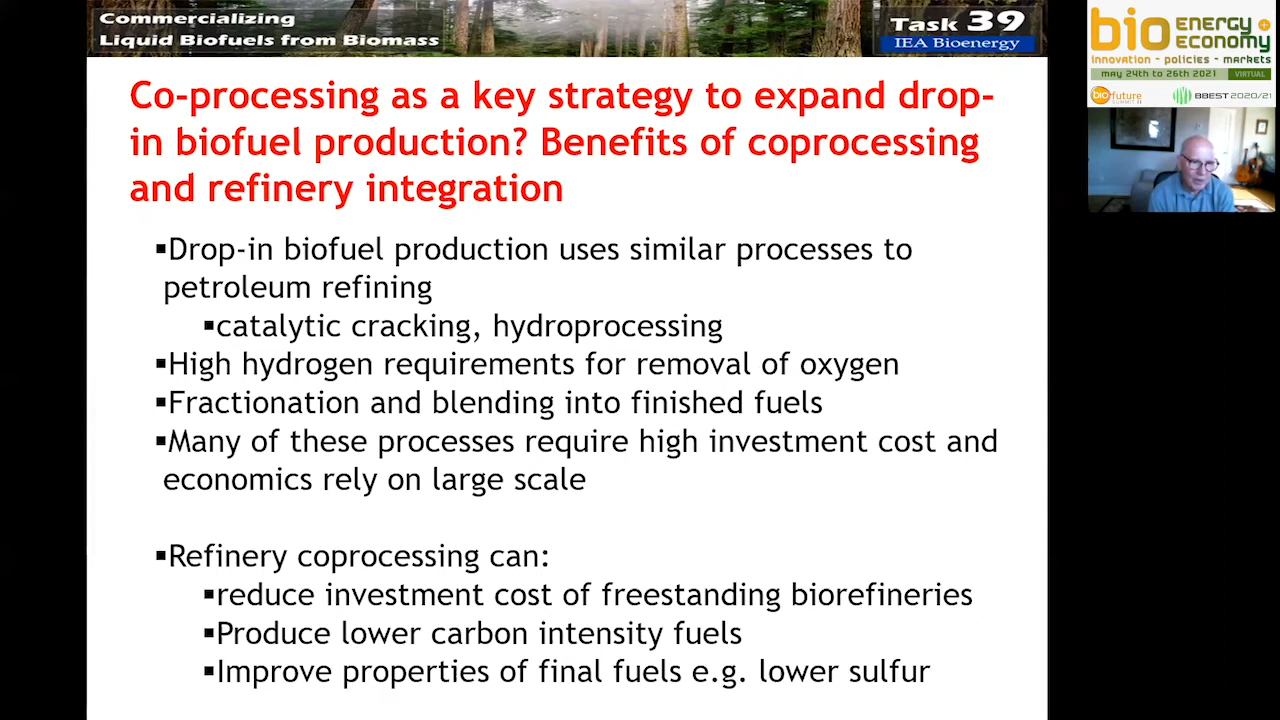 Commercializing
Liquid Biofuels from Biomass
Task 39
IEA Bioenergy
Co-processing as a key strategy to expand drop-
in biofuel production? Benefits of coprocessing
and refinery integration
▪Drop-in biofuel production uses similar processes to
petroleum refining
▪catalytic cracking, hydroprocessing
▪High hydrogen requirements for removal of oxygen
▪Fractionation and blending into finished fuels
▪Many of these processes require high investment cost and
economics rely on large scale
▪Refinery coprocessing can:
▪reduce investment cost of freestanding biorefineries
▪Produce lower carbon intensity fuels
▪Improve properties of final fuels e.g. lower sulfur
bio ENERGY +
ECONOMY
innovation - policies - markets
may 24th to 26th 2021 VIRTUAL
biofuture
SUMMIT II
BBEST 2020/21